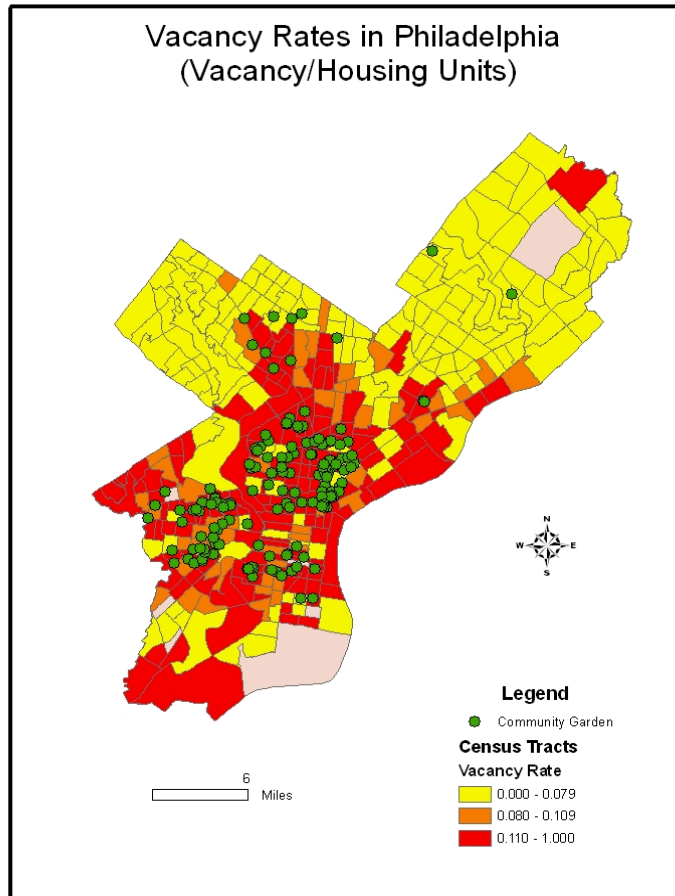 Vacancy Rates in Philadelphia
(Vacancy/Housing Units)
N
W E
S
Legend
Community Garden
Census Tracts
Vacancy Rate
0.000 - 0.079
0.080 - 0.109
0.110 - 1.000
6
Miles